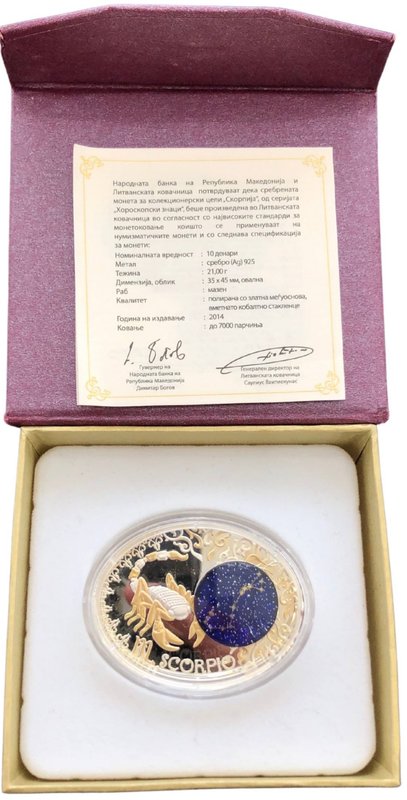 Народната банка на Република Македонија и
Литванската ковачница потврдуваат дека сребрената
монета за колекционерски цели „Скорпија", од серијата
„Хороскопски знаци", беше произведена во Литванската
ковачница во согласност со највисоките стандарди за
монетоковање коишто се применуваат на
нумизматичките монети и со следнава спецификација
за монети:
Номиналната вредност : 10 денари
Метал : сребро (Ag) 925
Тежина : 21,00 г
Димензија, облик : 35 x 45 мм, овална
Раб : мазен
Квалитет : полирана со златна меѓуоснова,
вметнато кобалтно стакленце
Година на издавање : 2014
Ковање : до 7000 парчиња
Гувернер на
Народната банка на
Република Македонија
Димитар Богов
Генерален директор на
Литванската ковачница
Саулиус Ваитиекунас
SCORPIO